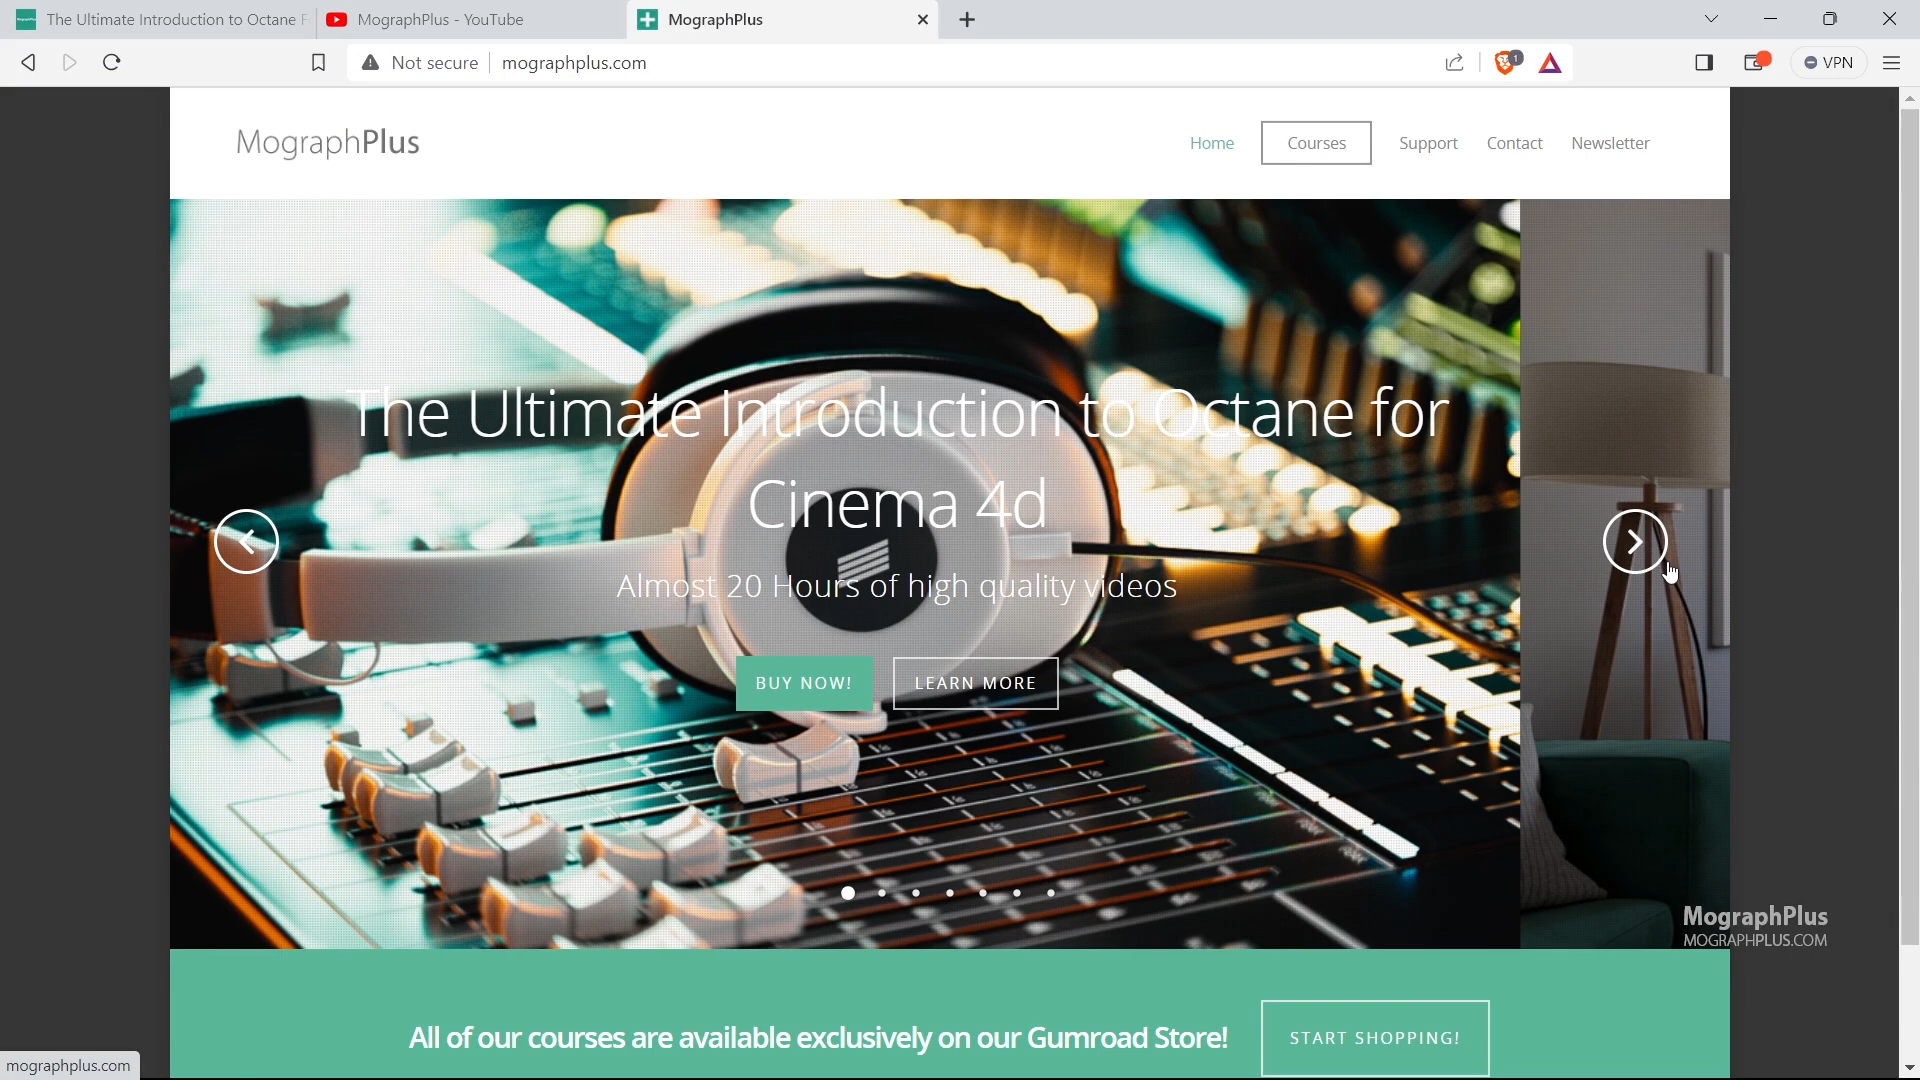 The Ultimate Introduction to Octane F
MographPlus - YouTube
MographPlus
Not secure
mographplus.com
1
VPN
MographPlus
Home
Courses
Support
Contact
Newsletter
The Ultimate Introduction to Octane for
Cinema 4d
Almost 20 Hours of high quality videos
BUY NOW!
LEARN MORE
MographPlus
MOGRAPHPLUS.COM
All of our courses are available exclusively on our Gumroad Store!
START SHOPPING!
mographplus.com